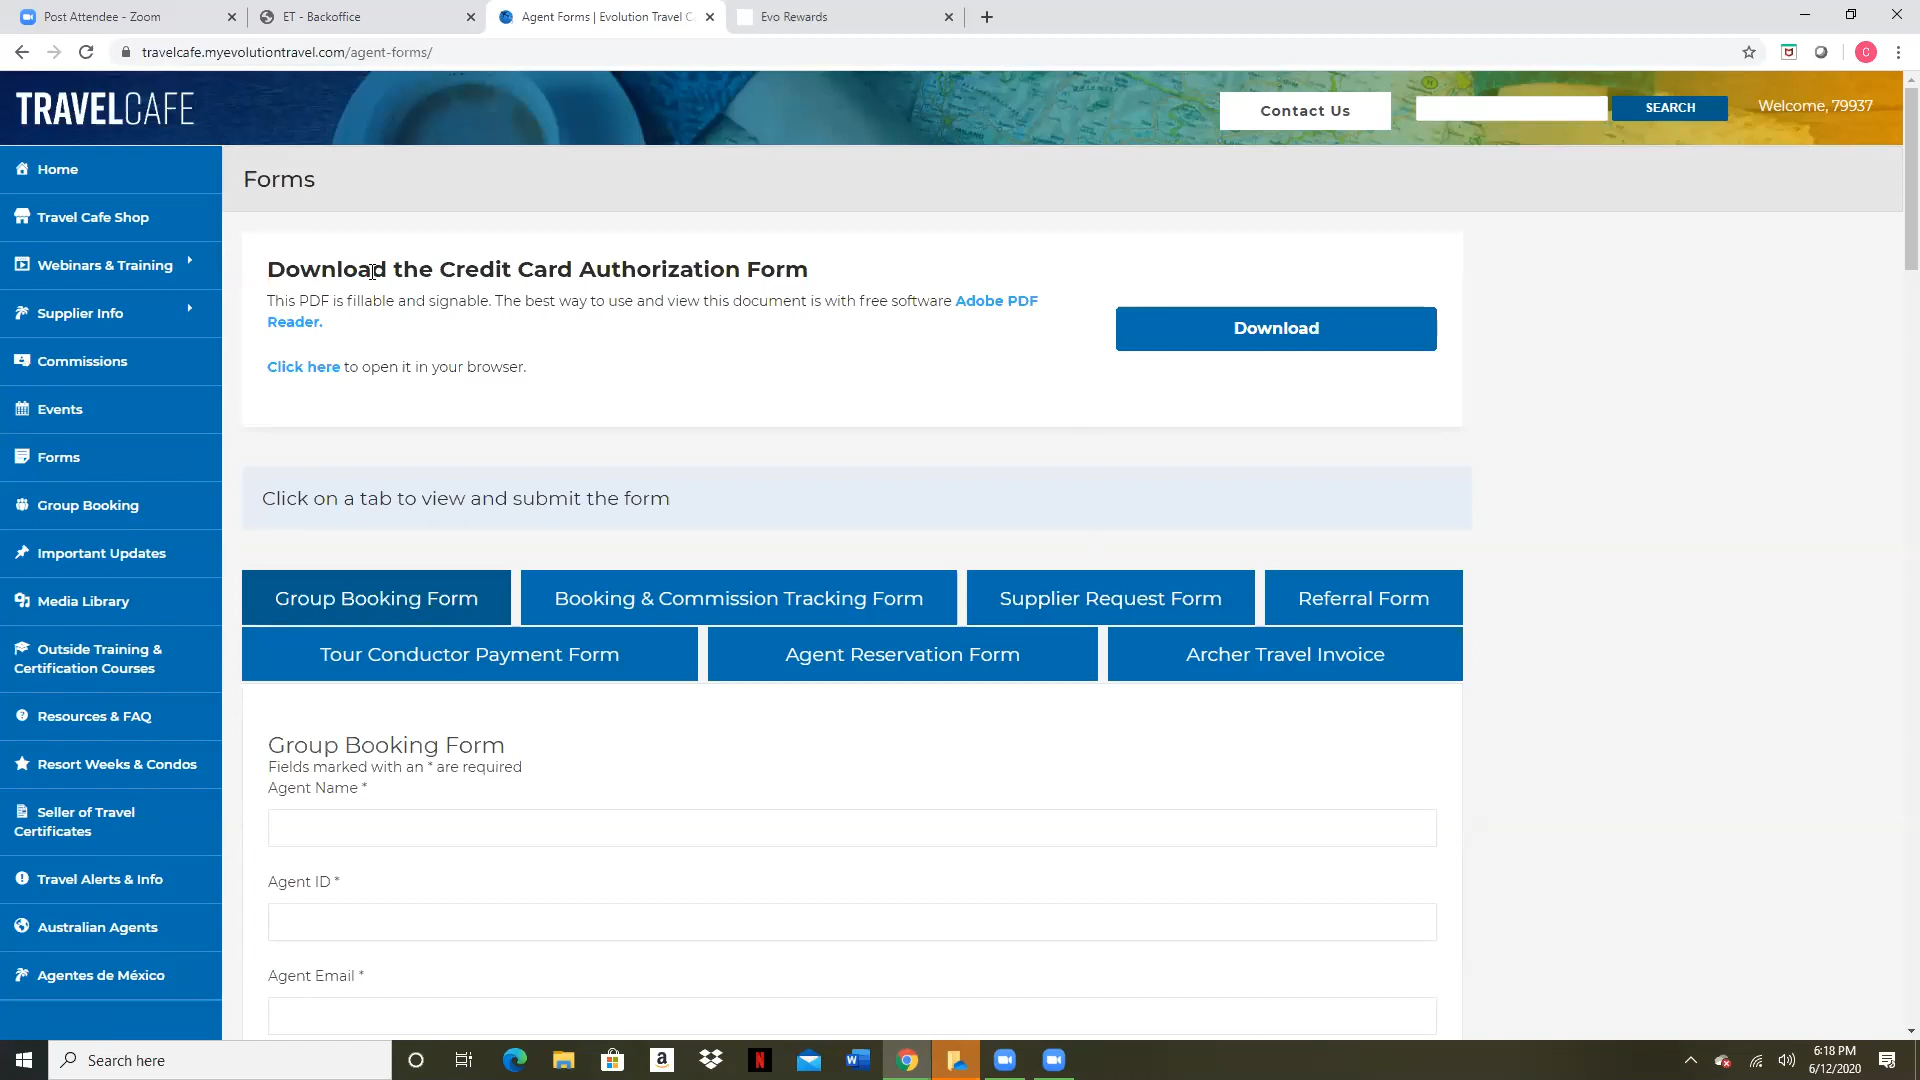 Post Attendee - Zoom
ET - Backoffice
Agent Forms | Evolution Travel C
Evo Rewards
travelcafe.myevolutiontravel.com/agent-forms/
C
TRAVELCAFE
Contact Us
SEARCH
Welcome, 79937
Home
Travel Cafe Shop
Webinars & Training
Supplier Info
Commissions
Events
Forms
Group Booking
Important Updates
Media Library
Outside Training &
Certification Courses
Resources & FAQ
Resort Weeks & Condos
Seller of Travel
Certificates
Travel Alerts & Info
Australian Agents
Agentes de México
Forms
Download the Credit Card Authorization Form
This PDF is fillable and signable. The best way to use and view this document is with free software Adobe PDF
Reader.
Click here to open it in your browser.
Download
Click on a tab to view and submit the form
Group Booking Form
Booking & Commission Tracking Form
Supplier Request Form
Referral Form
Tour Conductor Payment Form
Agent Reservation Form
Archer Travel Invoice
Group Booking Form
Fields marked with an * are required
Agent Name *
Agent ID *
Agent Email *
Search here
6:18 PM
6/12/2020